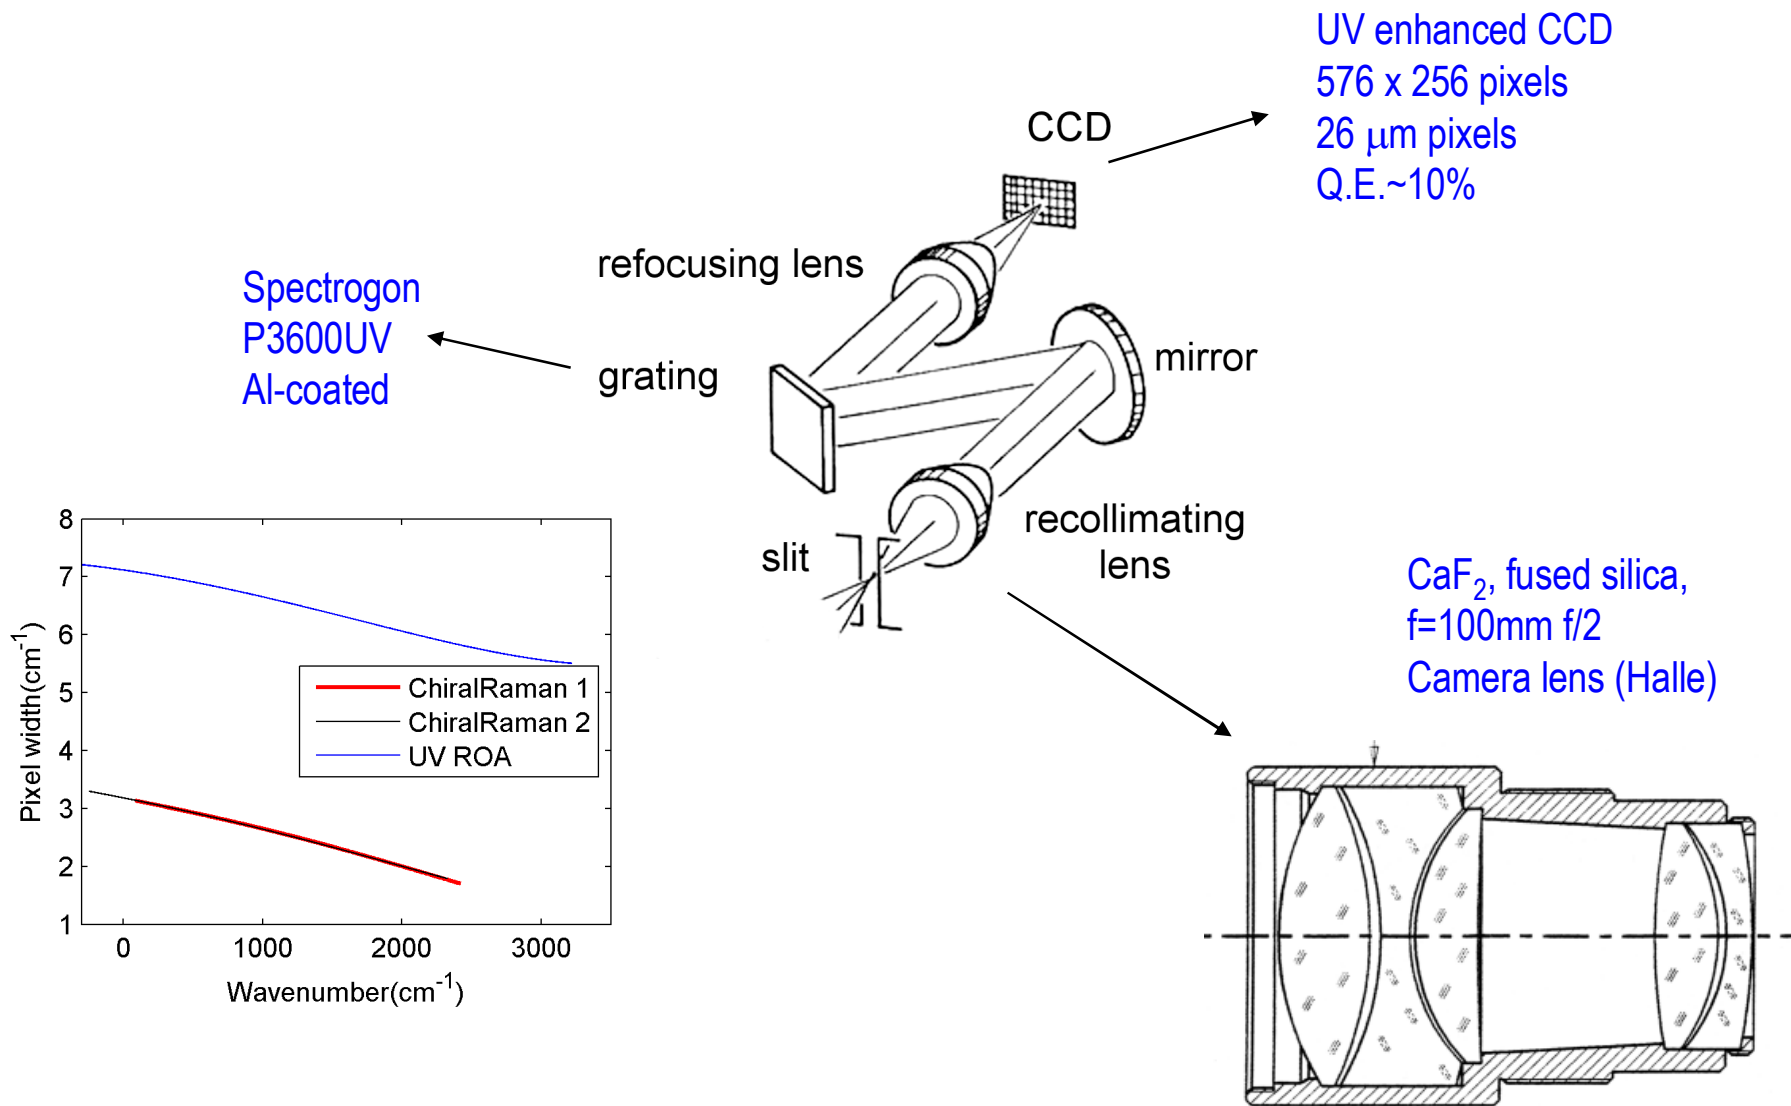 UV enhanced CCD
576 x 256 pixels
26 μm pixels
Q.E.~10%
CCD
refocusing lens
Spectrogon
P3600UV
Al-coated
grating
mirror
recollimating
lens
slit
CaF2, fused silica,
f=100mm f/2
Camera lens (Halle)
8
7
6
5
4
3
2
1
Pixel width(cm-1)
ChiralRaman 1
ChiralRaman 2
UV ROA
0 1000 2000 3000
Wavenumber(cm-1)